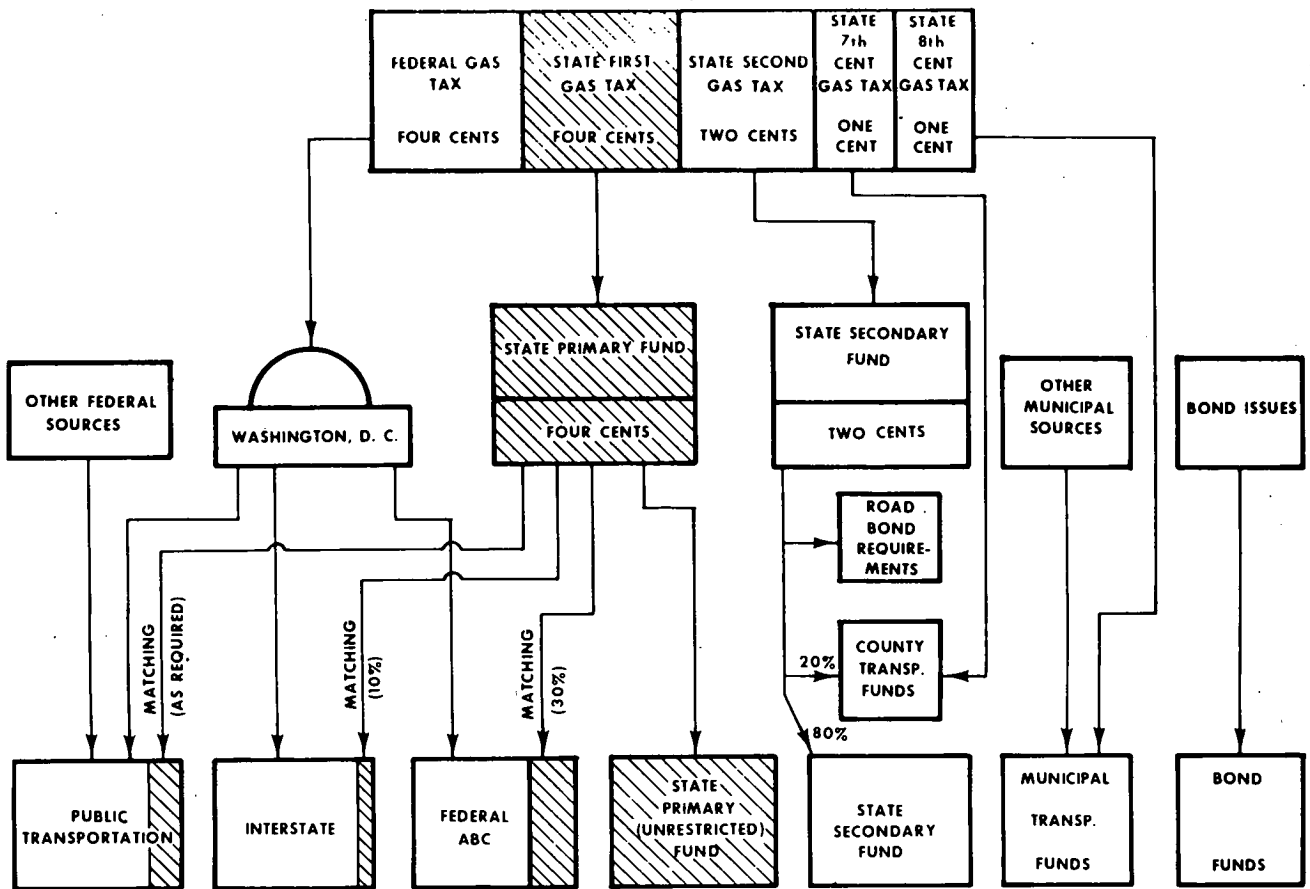 FEDERAL GAS
TAX
FOUR CENTS
STATE FIRST
GAS TAX
FOUR CENTS
STATE SECOND
GAS TAX
TWO CENTS
STATE
7th
CENT
GAS TAX
ONE
CENT
STATE
8th
CENT
GAS TAX
ONE
CENT
OTHER FEDERAL
SOURCES
WASHINGTON, D. C.
STATE PRIMARY FUND
FOUR CENTS
STATE SECONDARY
FUND
TWO CENTS
OTHER
MUNICIPAL
SOURCES
BOND ISSUES
ROAD
BOND
REQUIRE-
MENTS
20%
COUNTY
TRANSP.
FUNDS
80%
MATCHING
(AS REQUIRED)
MATCHING
(10%)
MATCHING
(30%)
PUBLIC
TRANSPORTATION
INTERSTATE
FEDERAL
ABC
STATE
PRIMARY
(UNRESTRICTED)
FUND
STATE
SECONDARY
FUND
MUNICIPAL
TRANSP.
FUNDS
BOND
FUNDS